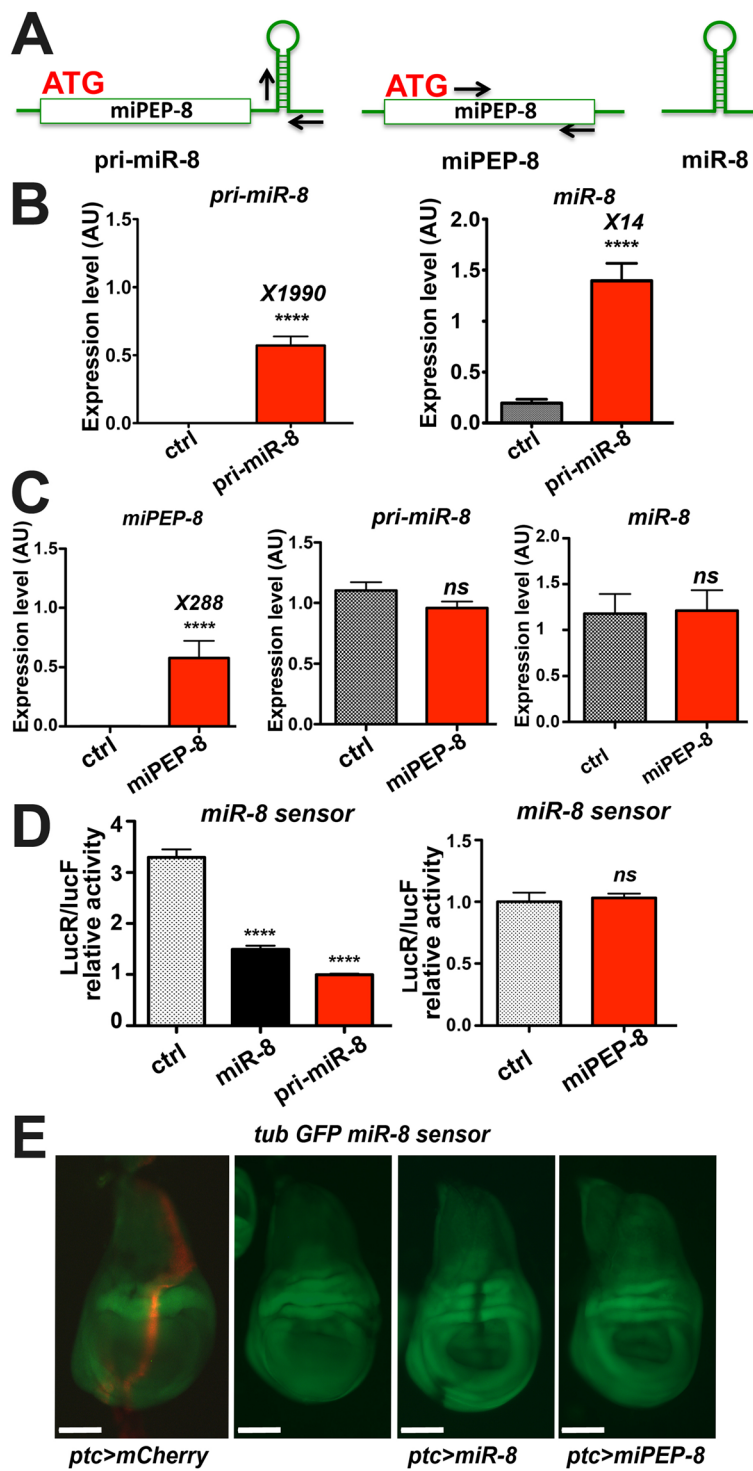 A
ATG
miPEP-8
pri-miR-8
ATG
miPEP-8
miPEP-8
miR-8
B
pri-miR-8
Expression level (AU)
1.5
1.0
0.5
0.0
X1990
****
ctrl
pri-miR-8
miR-8
Expression level (AU)
2.0
1.5
1
0.5
0.0
X14
****
ctrl
pri-miR-8
C
miPEP-8
Expression level (AU)
1.5
1.0
0.5
0.0
X288
****
ctrl
miPEP-8
pri-miR-8
Expression level (AU)
1.5
1.0
0.5
0.0
ns
ctrl
miPEP-8
miR-8
Expression level (AU)
2.0
1.5
1
0.5
0.0
ns
ctrl
miPEP-8
D
miR-8 sensor
LucR/lucF
relative activity
4
3
2
1
0
****
****
ctrl
miR-8
pri-miR-8
miR-8 sensor
LucR/lucF
relative activity
1.5
1.0
0.5
0.0
ns
ctrl
miPEP-8
E
tub GFP miR-8 sensor
ptc>mCherry
ptc>miR-8
ptc>miPEP-8